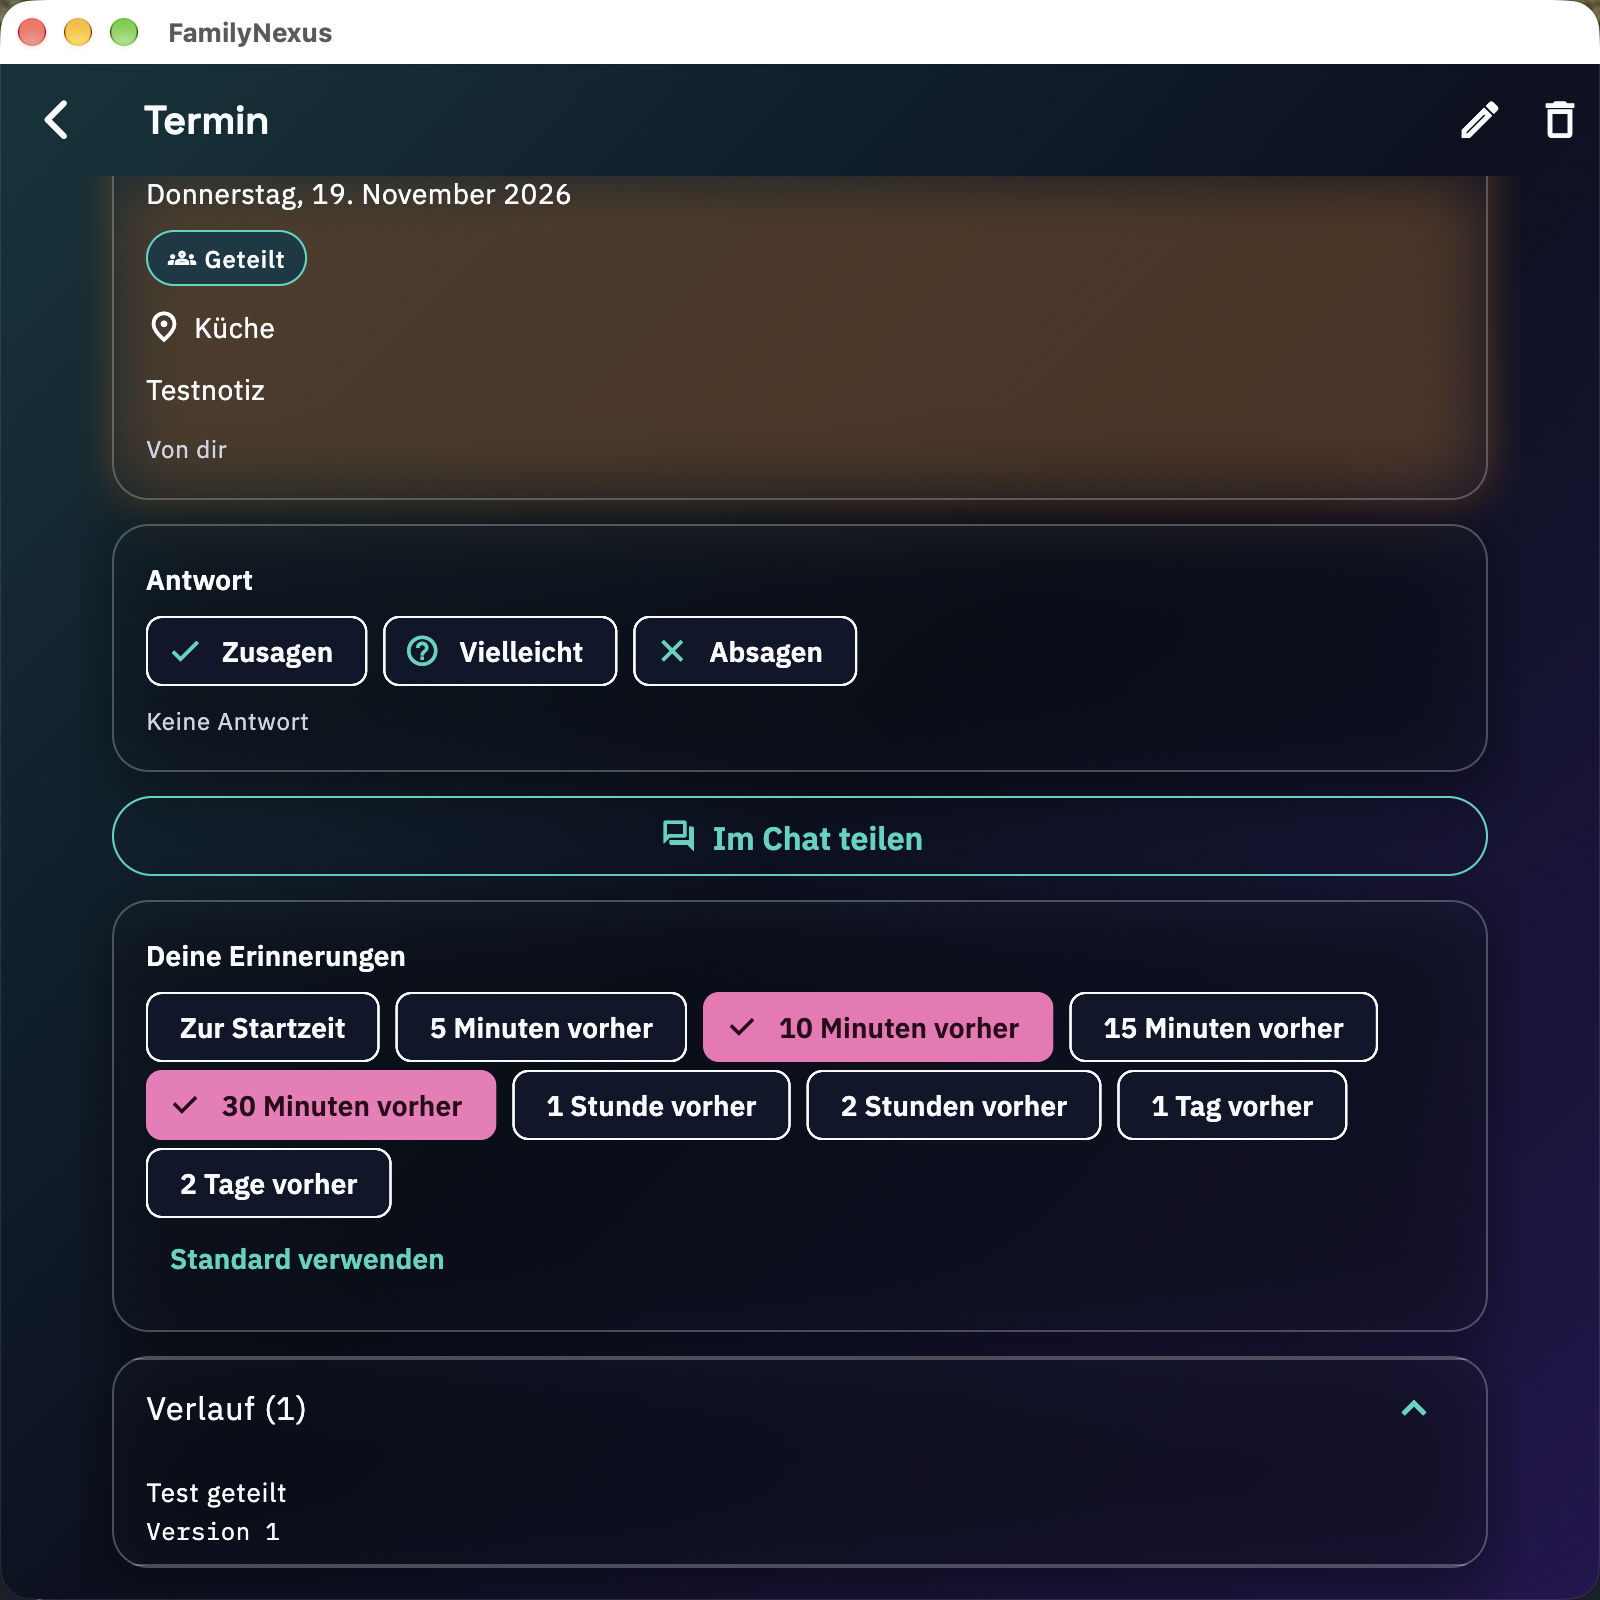 FamilyNexus
Termin
Donnerstag, 19. November 2026
Geteilt
Küche
Testnotiz
Von dir
Antwort
Zusagen Vielleicht Absagen
Keine Antwort
Im Chat teilen
Deine Erinnerungen
Zur Startzeit 5 Minuten vorher 10 Minuten vorher 15 Minuten vorher
30 Minuten vorher 1 Stunde vorher 2 Stunden vorher 1 Tag vorher
2 Tage vorher
Standard verwenden
Verlauf (1)
Test geteilt
Version 1